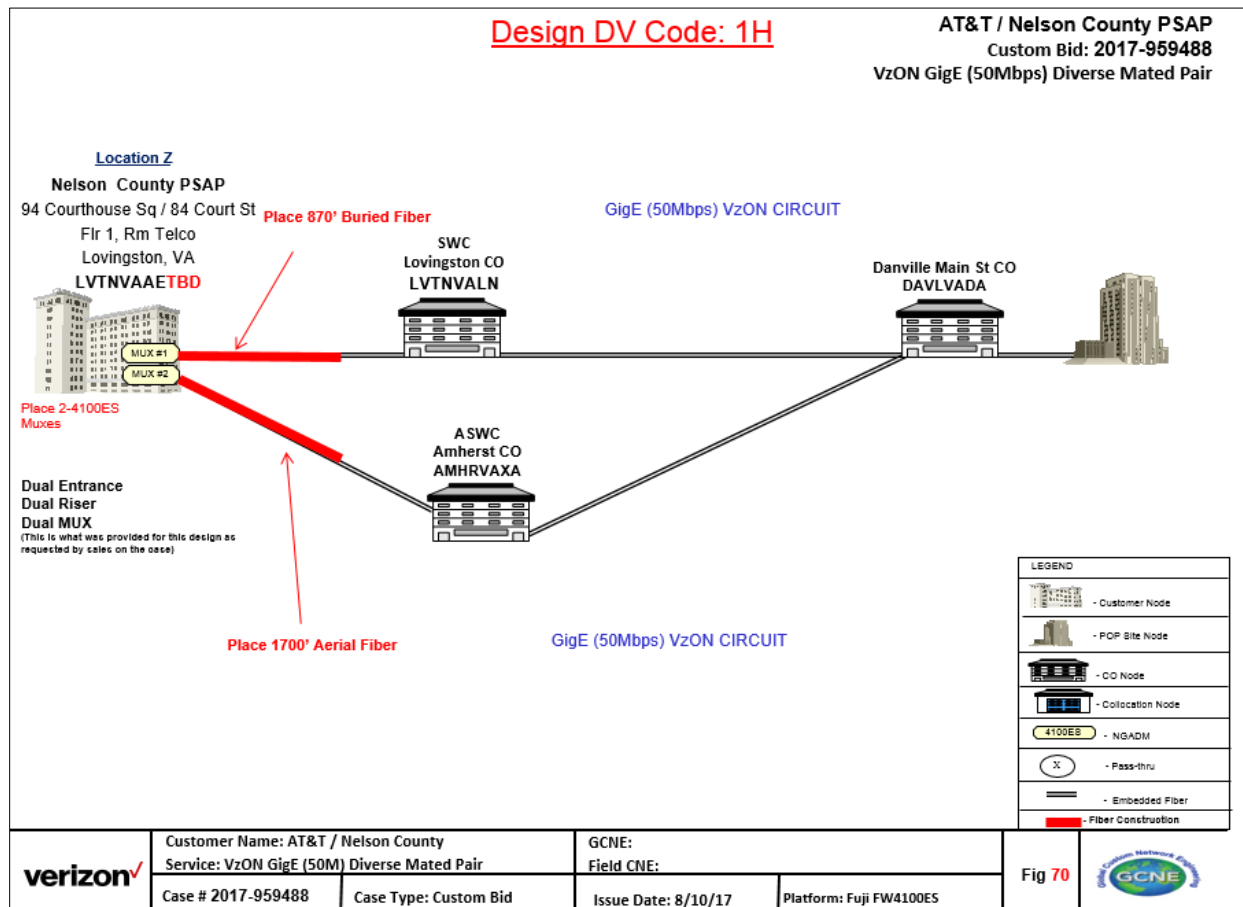 Design DV Code: 1H
AT&T / Nelson County PSAP
Custom Bid: 2017-959488
VzON GigE (50Mbps) Diverse Mated Pair
Location Z
Nelson County PSAP
94 Courthouse Sq / 84 Court St
Flr 1, Rm Telco
Lovingston, VA
LVTNVAAETBD
Place 870' Buried Fiber
GigE (50Mbps) VzON CIRCUIT
SWC
Lovingston CO
LVTNVALN
Danville Main St CO
DAVLVADA
MUX #1
MUX #2
Place 2-4100ES
Muxes
ASWC
Amherst CO
AMHRVAXA
Dual Entrance
Dual Riser
Dual MUX
(This is what was provided for this design as
requested by sales on the case)
Place 1700' Aerial Fiber
GigE (50Mbps) VzON CIRCUIT
LEGEND
- Customer Node
- POP Site Node
- CO Node
- Collocation Node
4100ES - NGADM
X - Pass-thru
- Embedded Fiber
- Fiber Construction
verizon
Customer Name: AT&T / Nelson County
Service: VzON GigE (50M) Diverse Mated Pair
Case # 2017-959488
Case Type: Custom Bid
GCNE:
Field CNE:
Issue Date: 8/10/17
Platform: Fuji FW4100ES
Fig 70
Global Custom Network Engineering
GCNE